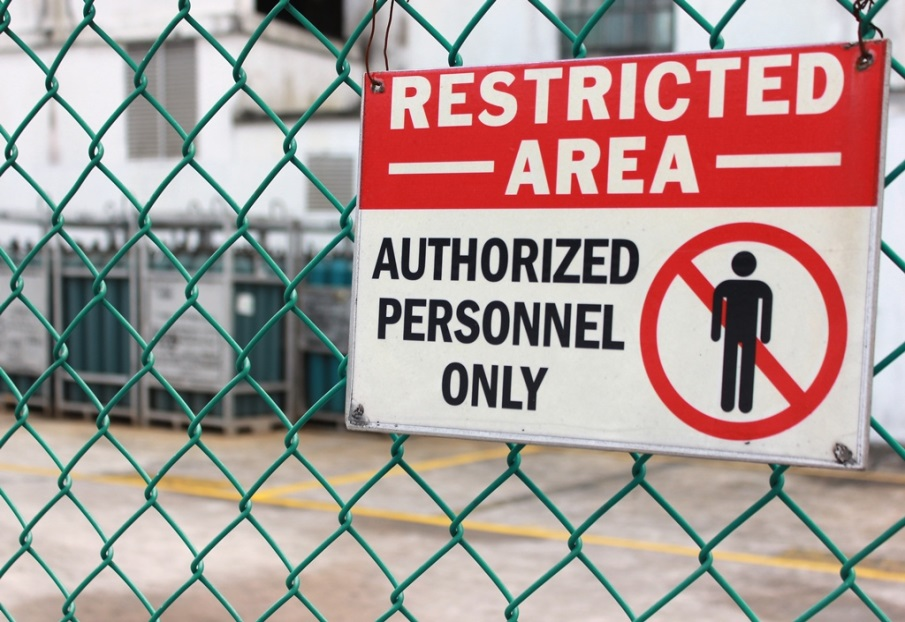 RESTRICTED
AREA
AUTHORIZED
PERSONNEL
ONLY